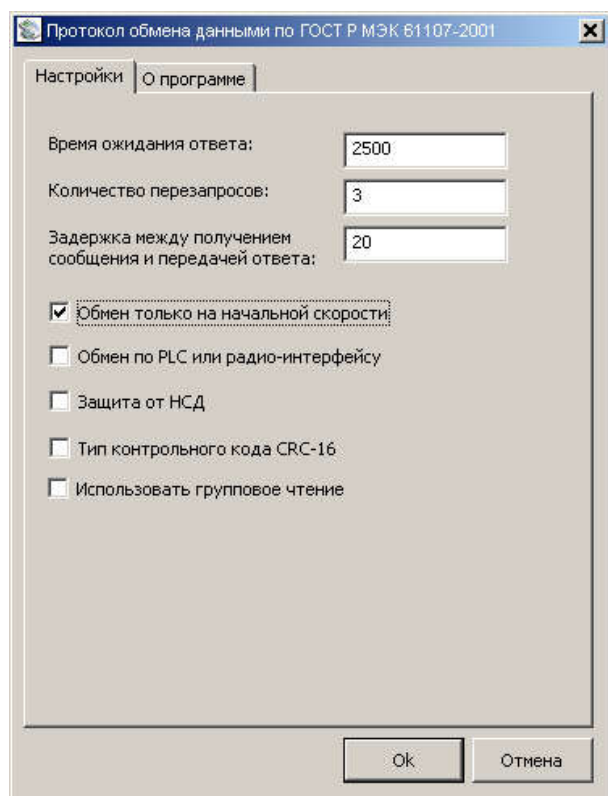 Протокол обмена данными по ГОСТ Р МЭК 61107-2001
Настройки
О программе
Время ожидания ответа:
2500
Количество перезапросов:
3
Задержка между получением
сообщения и передачей ответа:
20
Обмен только на начальной скорости
Обмен по PLC или радио-интерфейсу
Защита от НСД
Тип контрольного кода CRC-16
Использовать групповое чтение
Ok
Отмена